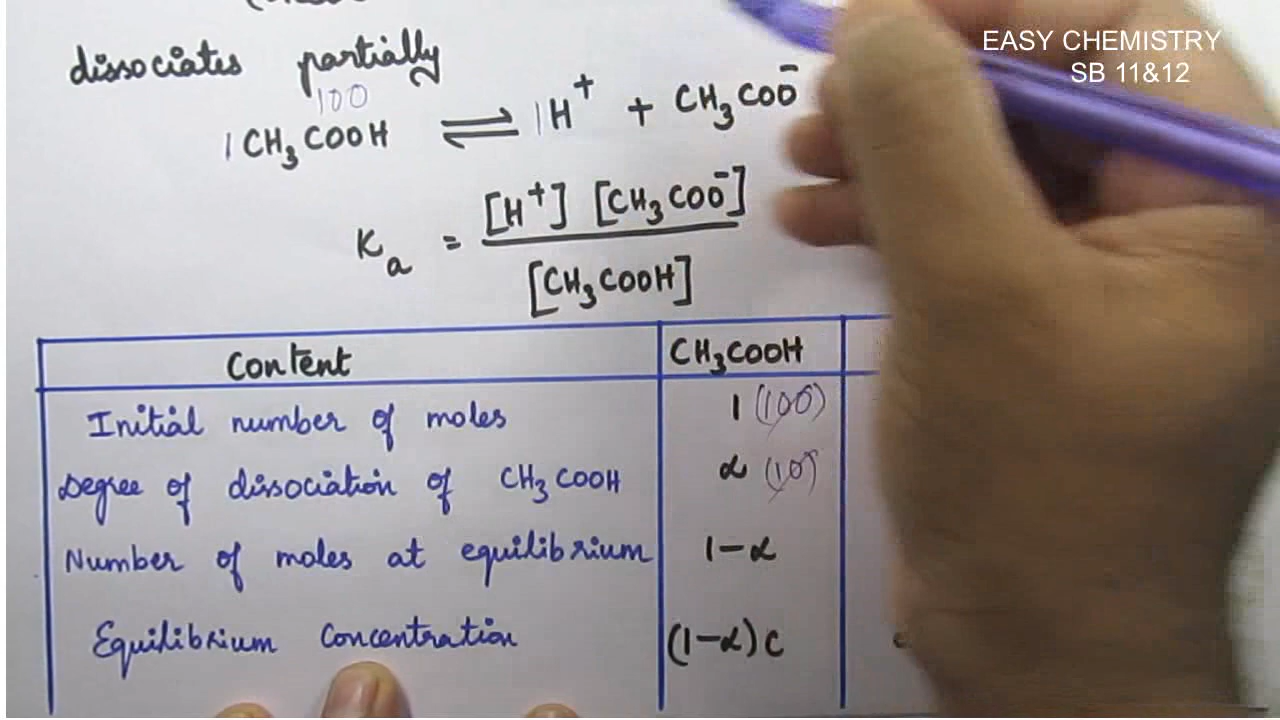 EASY CHEMISTRY
SB 11&12
dissociates partially
100
1 CH₃COOH ⇌ 1 H⁺ + CH₃COO⁻
Kₐ = [H⁺] [CH₃COO⁻] / [CH₃COOH]
Content CH₃COOH
Initial number of moles 1 (100)
Degree of dissociation of CH₃COOH α (10)
Number of moles at equilibrium 1-α
Equilibrium Concentration (1-α)c